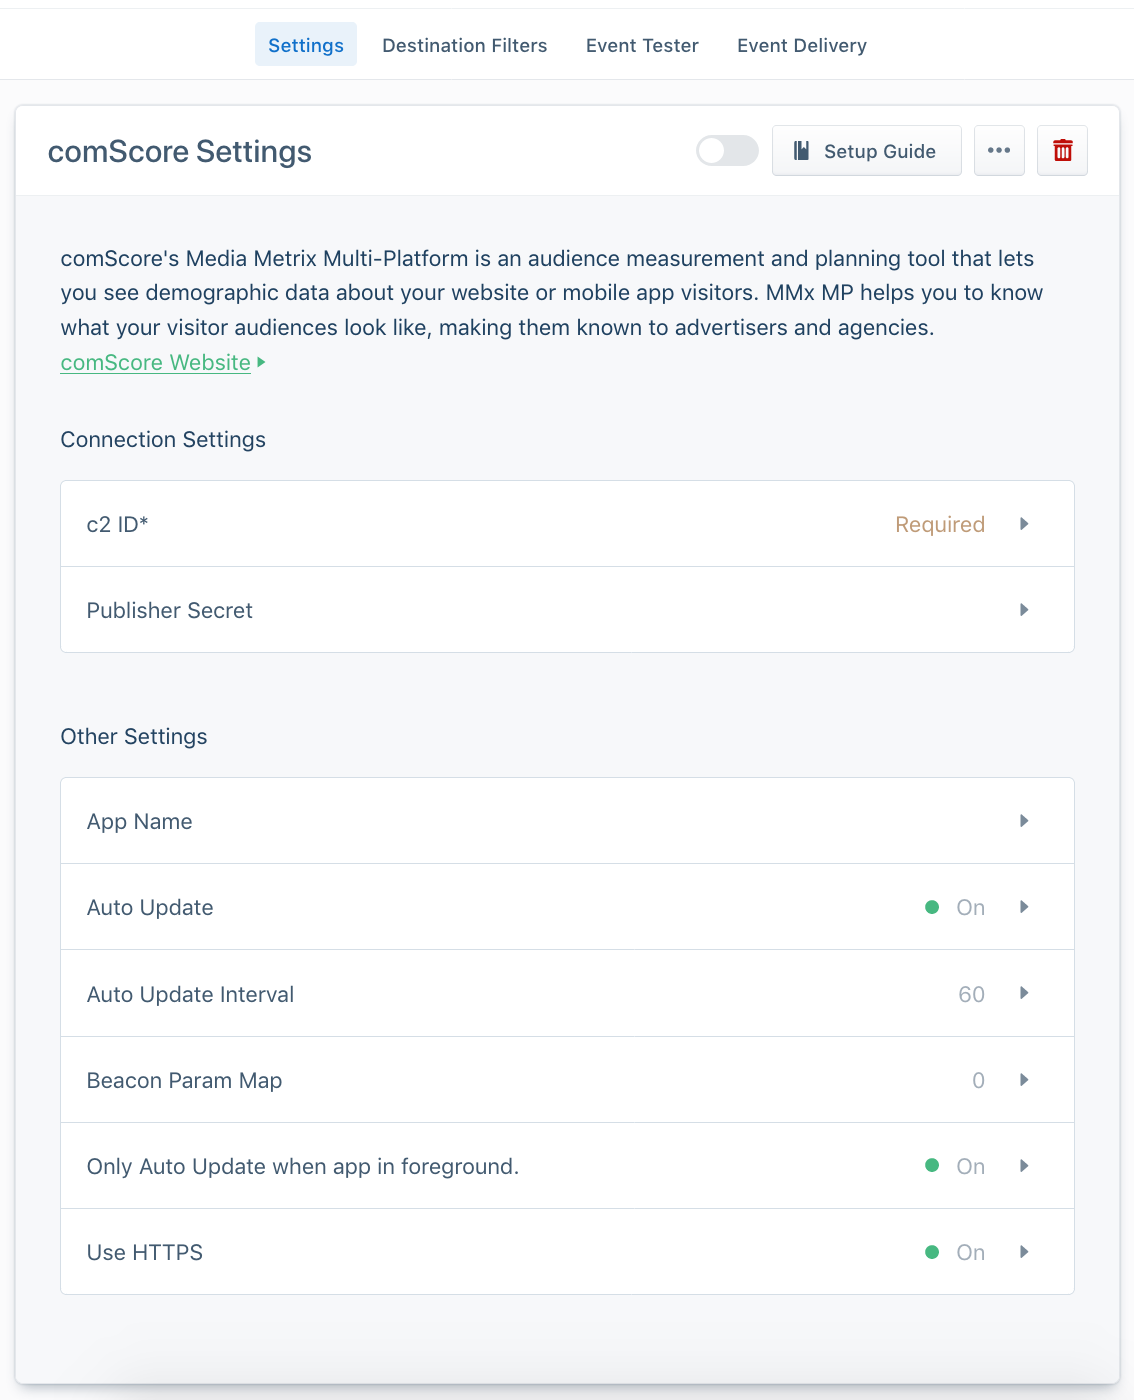 Settings Destination Filters Event Tester Event Delivery
comScore Settings Setup Guide
comScore's Media Metrix Multi-Platform is an audience measurement and planning tool that lets
you see demographic data about your website or mobile app visitors. MMx MP helps you to know
what your visitor audiences look like, making them known to advertisers and agencies.
comScore Website
Connection Settings
c2 ID* Required
Publisher Secret
Other Settings
App Name
Auto Update On
Auto Update Interval 60
Beacon Param Map 0
Only Auto Update when app in foreground. On
Use HTTPS On